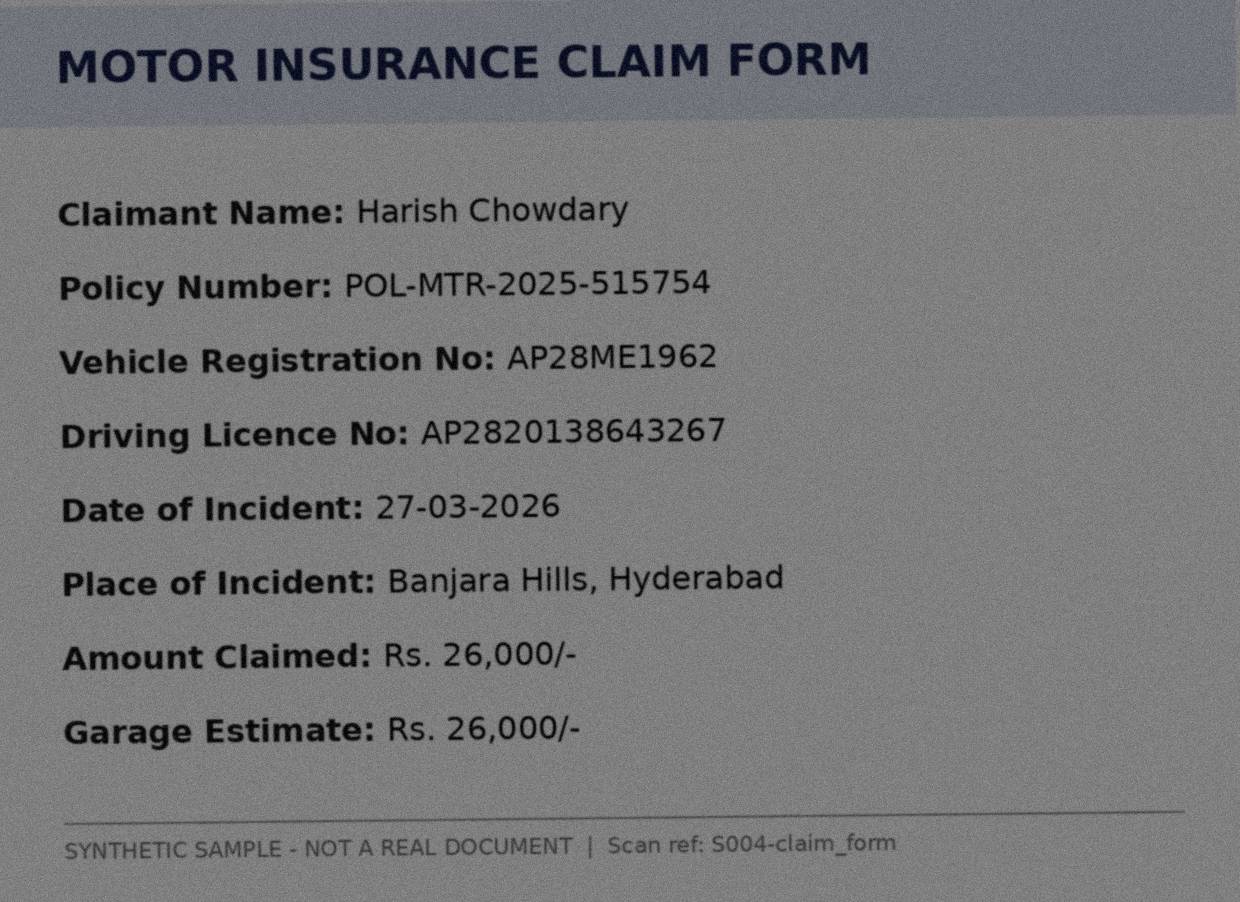 MOTOR INSURANCE CLAIM FORM
Claimant Name: Harish Chowdary
Policy Number: POL-MTR-2025-515754
Vehicle Registration No: AP28ME1962
Driving Licence No: AP2820138643267
Date of Incident: 27-03-2026
Place of Incident: Banjara Hills, Hyderabad
Amount Claimed: Rs. 26,000/-
Garage Estimate: Rs. 26,000/-
SYNTHETIC SAMPLE - NOT A REAL DOCUMENT | Scan ref: S004-claim_form